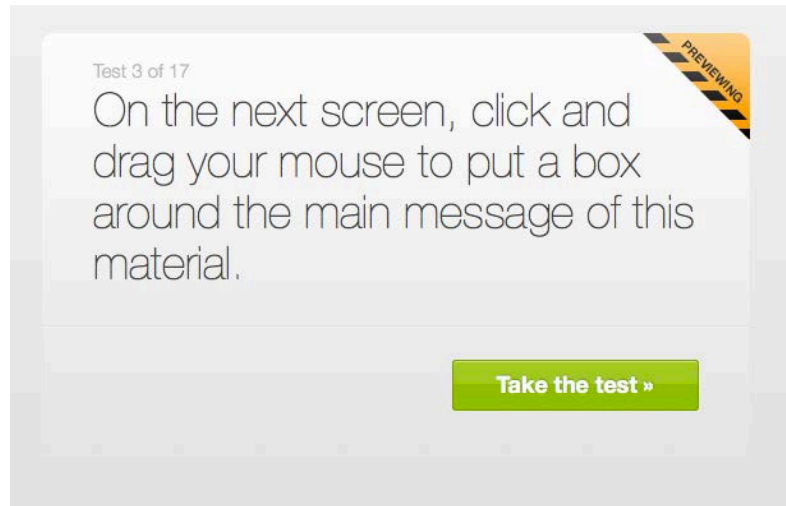 PREVIEWING
Test 3 of 17
On the next screen, click and
drag your mouse to put a box
around the main message of this
material.
Take the test »